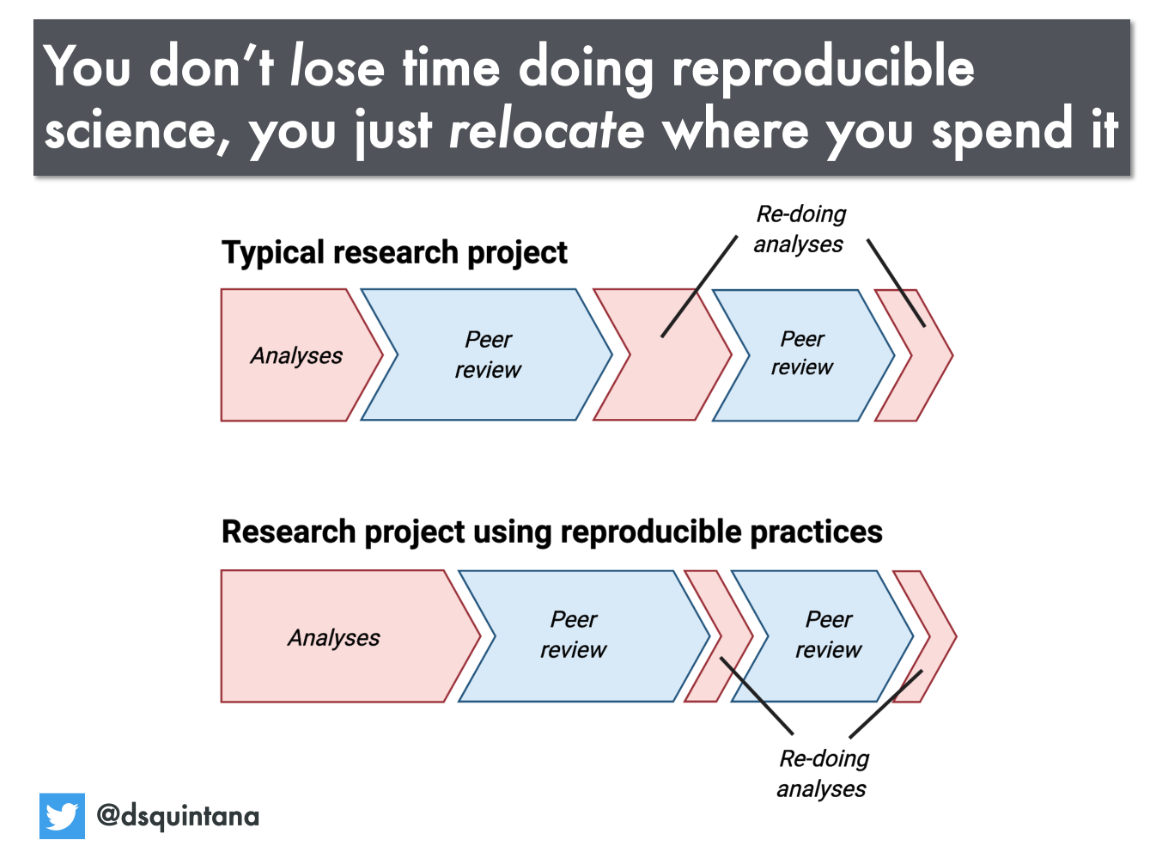 You don't lose time doing reproducible
science, you just relocate where you spend it
Re-doing
analyses
Typical research project
Analyses
Peer
review
Peer
review
Research project using reproducible practices
Analyses
Peer
review
Peer
review
Re-doing
analyses
@dsquintana